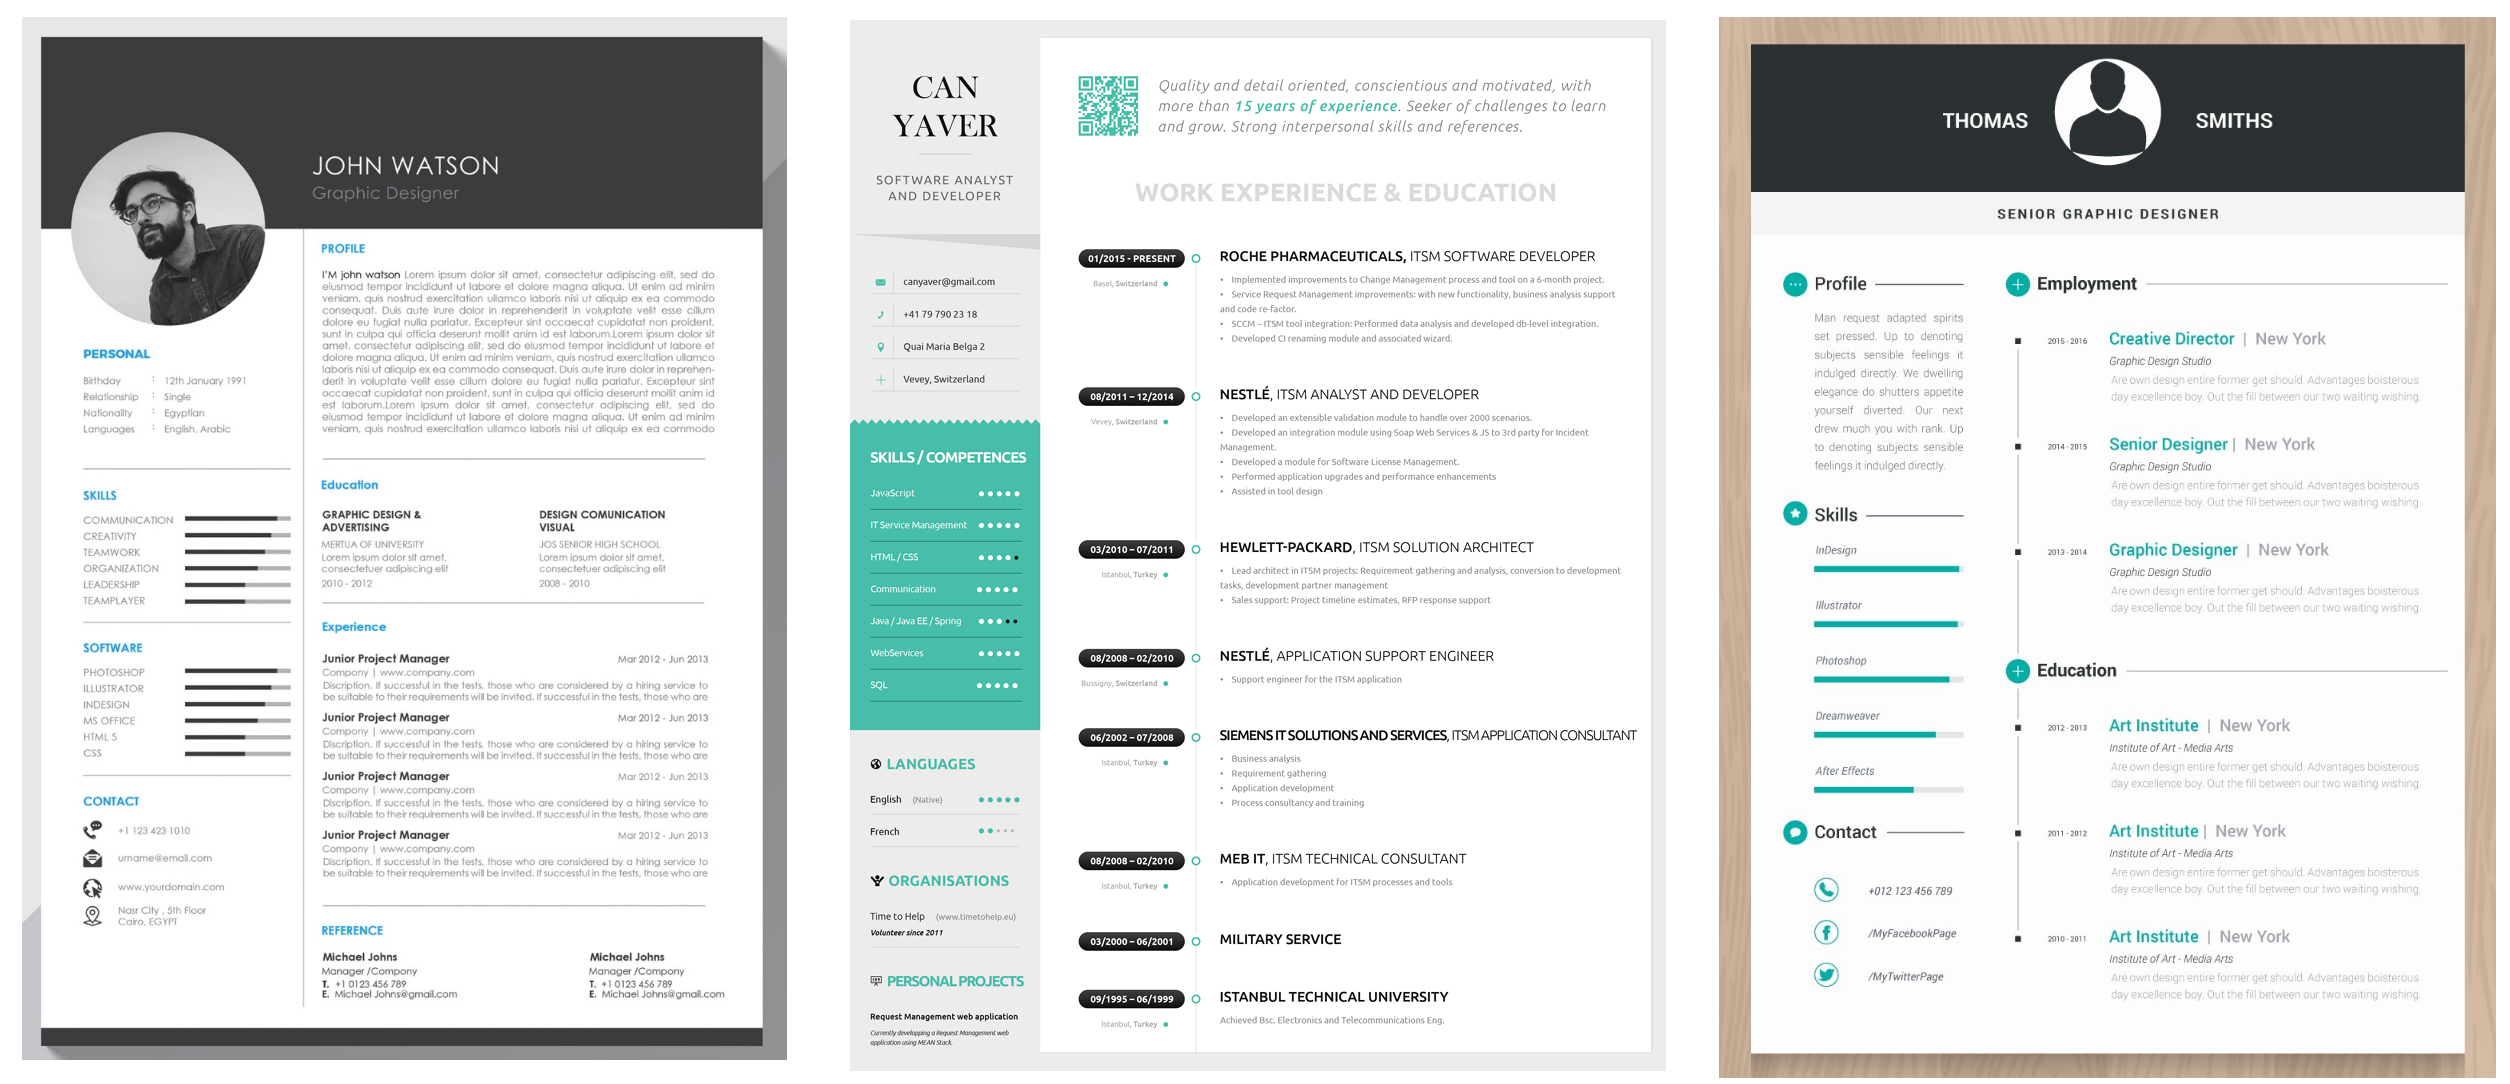 JOHN WATSON
Graphic Designer
PERSONAL
Birthday : 12th January 1991
Relationship : Single
Nationality : Egyptian
Languages : English, Arabic
SKILLS
COMMUNICATION
CREATIVITY
TEAMWORK
ORGANIZATION
LEADERSHIP
TEAMPLAYER
SOFTWARE
PHOTOSHOP
ILLUSTRATOR
INDESIGN
MS OFFICE
HTML 5
CSS
CONTACT
+1 123 423 1010
urname@email.com
www.yourdomain.com
Nasr City , 5th Floor
Cairo, EGYPT
PROFILE
I'M john watson Lorem ipsum dolor sit amet, consectetur adipiscing elit, sed do
eiusmod tempor incididunt ut labore et dolore magna aliqua. Ut enim ad minim
veniam, quis nostrud exercitation ullamco laboris nisi ut aliquip ex ea commodo
consequat. Duis aute irure dolor in reprehenderit in voluptate velit esse cillum
dolore eu fugiat nulla pariatur. Excepteur sint occaecat cupidatat non proident,
sunt in culpa qui officia deserunt mollit anim id est laborum.Lorem ipsum dolor sit
amet, consectetur adipiscing elit, sed do eiusmod tempor incididunt ut labore et
dolore magna aliqua. Ut enim ad minim veniam, quis nostrud exercitation ullamco
laboris nisi ut aliquip ex ea commodo consequat. Duis aute irure dolor in reprehen-
derit in voluptate velit esse cillum dolore eu fugiat nulla pariatur. Excepteur sint
occaecat cupidatat non proident, sunt in culpa qui officia deserunt mollit anim id
est laborum.Lorem ipsum dolor sit amet, consectetur adipiscing elit, sed do
eiusmod tempor incididunt ut labore et dolore magna aliqua. Ut enim ad minim
veniam, quis nostrud exercitation ullamco laboris nisi ut aliquip ex ea commodo
Education
GRAPHIC DESIGN &
ADVERTISING
MERTUA OF UNIVERSITY
Lorem ipsum dolor sit amet,
consectetuer adipiscing elit
2010 - 2012
DESIGN COMUNICATION
VISUAL
JOS SENIOR HIGH SCHOOL
Lorem ipsum dolor sit amet,
consectetuer adipiscing elit
2008 - 2010
Experience
Junior Project Manager Mar 2012 - Jun 2013
Compony | www.company.com
Discription. If successful in the tests, those who are considered by a hiring service to
be suitable to their requirements will be invited. If successful in the tests, those who are
Junior Project Manager Mar 2012 - Jun 2013
Compony | www.company.com
Discription. If successful in the tests, those who are considered by a hiring service to
be suitable to their requirements will be invited. If successful in the tests, those who are
Junior Project Manager Mar 2012 - Jun 2013
Compony | www.company.com
Discription. If successful in the tests, those who are considered by a hiring service to
be suitable to their requirements will be invited. If successful in the tests, those who are
Junior Project Manager Mar 2012 - Jun 2013
Compony | www.company.com
Discription. If successful in the tests, those who are considered by a hiring service to
be suitable to their requirements will be invited. If successful in the tests, those who are
REFERENCE
Michael Johns
Manager /Compony
T. +1 0123 456 789
E. Michael Johns@gmail.com
Michael Johns
Manager /Compony
T. +1 0123 456 789
E. Michael Johns@gmail.com
CAN
YAVER
SOFTWARE ANALYST
AND DEVELOPER
canyaver@gmail.com
+41 79 790 23 18
Quai Maria Belga 2
Vevey, Switzerland
SKILLS / COMPETENCES
JavaScript
IT Service Management
HTML / CSS
Communication
Java / Java EE / Spring
WebServices
SQL
LANGUAGES
English (Native)
French
ORGANISATIONS
Time to Help (www.timetohelp.eu)
Volunteer since 2011
PERSONAL PROJECTS
Request Management web application
Currently developping a Request Management web
application using MEAN Stack.
Quality and detail oriented, conscientious and motivated, with
more than 15 years of experience. Seeker of challenges to learn
and grow. Strong interpersonal skills and references.
WORK EXPERIENCE & EDUCATION
01/2015 - PRESENT
Basel, Switzerland
ROCHE PHARMACEUTICALS, ITSM SOFTWARE DEVELOPER
• Implemented improvements to Change Management process and tool on a 6-month project.
• Service Request Management improvements: with new functionality, business analysis support
and code re-factor.
• SCCM – ITSM tool integration: Performed data analysis and developed db-level integration.
• Developed CI renaming module and associated wizard.
08/2011 – 12/2014
Vevey, Switzerland
NESTLÉ, ITSM ANALYST AND DEVELOPER
• Developed an extensible validation module to handle over 2000 scenarios.
• Developed an integration module using Soap Web Services & JS to 3rd party for Incident
Management.
• Developed a module for Software License Management.
• Performed application upgrades and performance enhancements
• Assisted in tool design
03/2010 – 07/2011
Istanbul, Turkey
HEWLETT-PACKARD, ITSM SOLUTION ARCHITECT
• Lead architect in ITSM projects: Requirement gathering and analysis, conversion to development
tasks, development partner management
• Sales support: Project timeline estimates, RFP response support
08/2008 – 02/2010
Bussigny, Switzerland
NESTLÉ, APPLICATION SUPPORT ENGINEER
• Support engineer for the ITSM application
06/2002 – 07/2008
Istanbul, Turkey
SIEMENS IT SOLUTIONS AND SERVICES, ITSM APPLICATION CONSULTANT
• Business analysis
• Requirement gathering
• Application development
• Process consultancy and training
08/2008 – 02/2010
Istanbul, Turkey
MEB IT, ITSM TECHNICAL CONSULTANT
• Application development for ITSM processes and tools
03/2000 – 06/2001
MILITARY SERVICE
09/1995 – 06/1999
Istanbul, Turkey
ISTANBUL TECHNICAL UNIVERSITY
Achieved Bsc. Electronics and Telecommunications Eng.
THOMAS SMITHS
SENIOR GRAPHIC DESIGNER
Profile
Man request adapted spirits
set pressed. Up to denoting
subjects sensible feelings it
indulged directly. We dwelling
elegance do shutters appetite
yourself diverted. Our next
drew much you with rank. Up
to denoting subjects sensible
feelings it indulged directly.
Skills
InDesign
Illustrator
Photoshop
Dreamweaver
After Effects
Contact
+012 123 456 789
/MyFacebookPage
/MyTwitterPage
Employment
2015 - 2016
Creative Director | New York
Graphic Design Studio
Are own design entire former get should. Advantages boisterous
day excellence boy. Out the fill between our two waiting wishing.
2014 - 2015
Senior Designer | New York
Graphic Design Studio
Are own design entire former get should. Advantages boisterous
day excellence boy. Out the fill between our two waiting wishing.
2013 - 2014
Graphic Designer | New York
Graphic Design Studio
Are own design entire former get should. Advantages boisterous
day excellence boy. Out the fill between our two waiting wishing.
Education
2012 - 2013
Art Institute | New York
Institute of Art - Media Arts
Are own design entire former get should. Advantages boisterous
day excellence boy. Out the fill between our two waiting wishing.
2011 - 2012
Art Institute | New York
Institute of Art - Media Arts
Are own design entire former get should. Advantages boisterous
day excellence boy. Out the fill between our two waiting wishing.
2010 - 2011
Art Institute | New York
Institute of Art - Media Arts
Are own design entire former get should. Advantages boisterous
day excellence boy. Out the fill between our two waiting wishing.